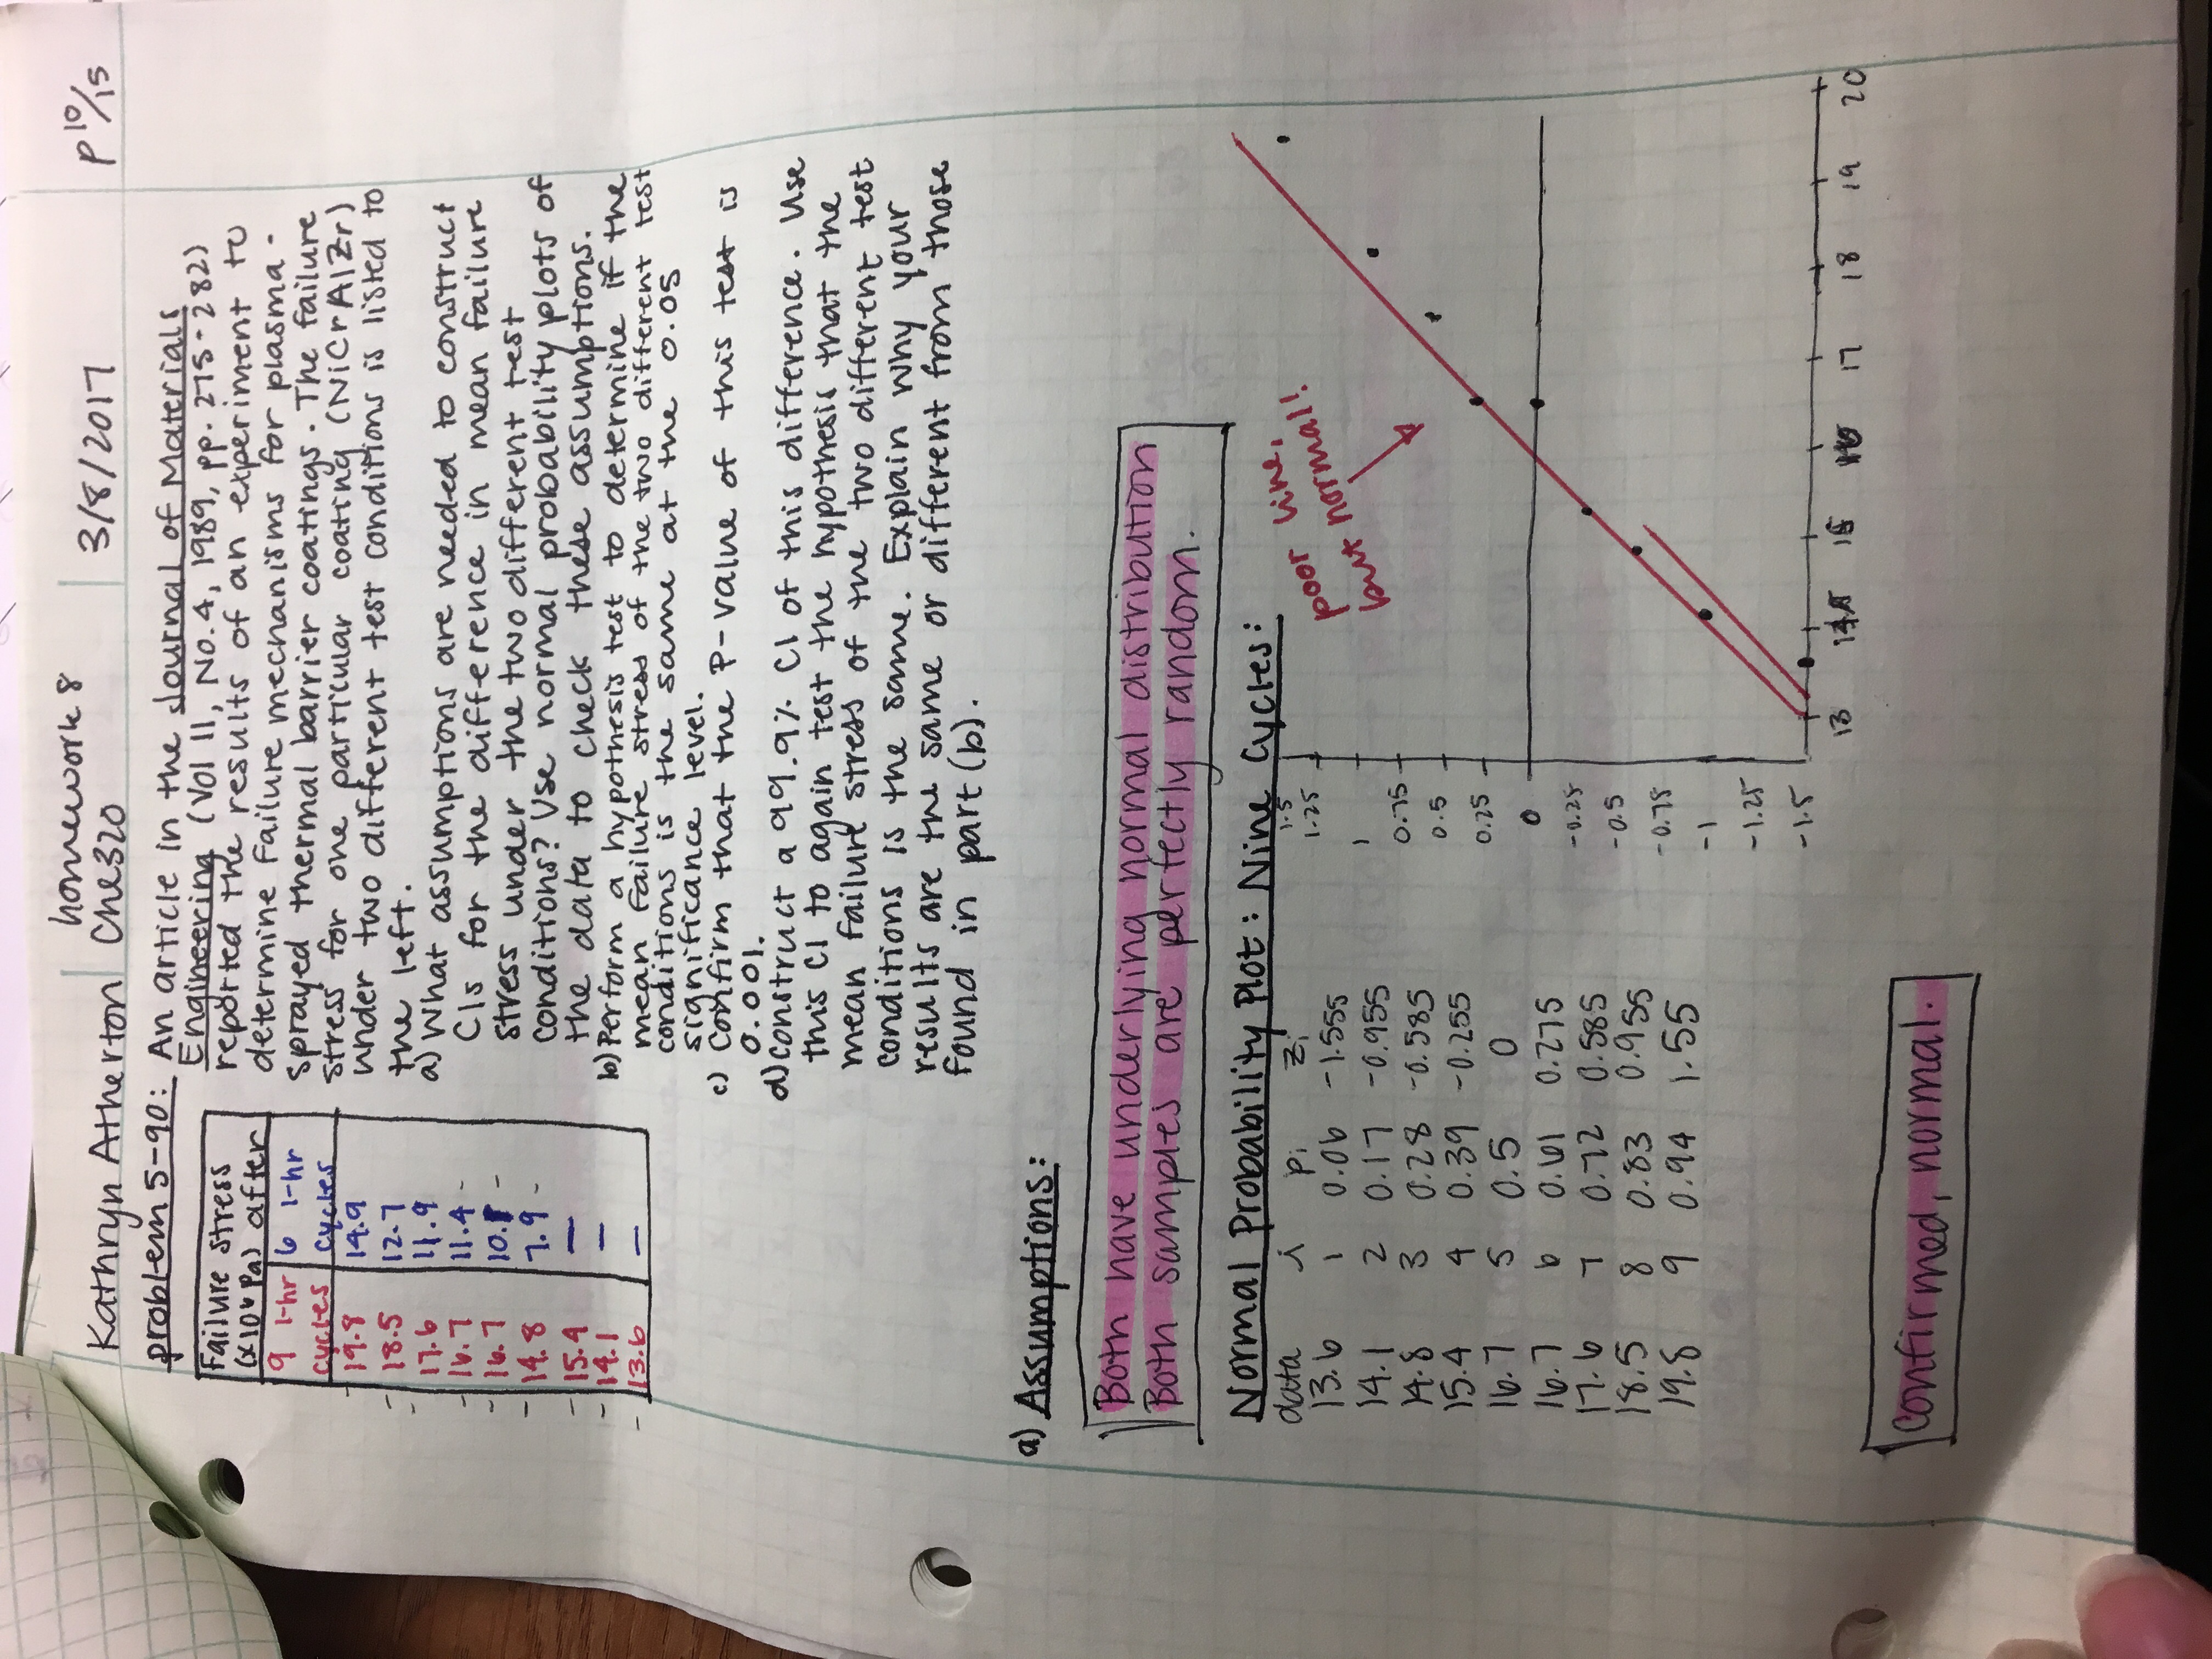 homework 8
Kathryn Atherton | Che320 | 3/8/2017 | p10/15
problem 5-90: An article in the Journal of Materials
Engineering (Vol 11, No. 4, 1989, pp. 275-282)
reported the results of an experiment to
determine failure mechanisms for plasma-
sprayed thermal barrier coatings. The failure
stress for one particular coating (NiCrAlZr)
under two different test conditions is listed to
the left.
Failure stress
(x10⁶ Pa) after
9 1-hr cycles | 6 1-hr cycles
19.8 14.9
18.5 12.7
17.6 11.9
16.7 11.4
16.7 10.1
14.8 7.9
15.4 —
14.1 —
13.6 —
a) What assumptions are needed to construct
CIs for the difference in mean failure
stress under the two different test
conditions? Use normal probability plots of
the data to check these assumptions.
b) Perform a hypothesis test to determine if the
mean failure stress of the two different test
conditions is the same at the 0.05
significance level.
c) Confirm that the P-value of this test is
0.001.
d) construct a 99.9% CI of this difference. Use
this CI to again test the hypothesis that the
mean failure stress of the two different test
conditions is the same. Explain why your
results are the same or different from those
found in part (b).
a) Assumptions:
Both have underlying normal distribution
Both samples are perfectly random.
Normal Probability Plot: Nine Cycles:
data i pi zi
13.6 1 0.06 -1.555
14.1 2 0.17 -0.955
14.8 3 0.28 -0.585
15.4 4 0.39 -0.255
16.7 5 0.5 0
16.7 6 0.61 0.275
17.6 7 0.72 0.585
18.5 8 0.83 0.955
19.8 9 0.94 1.55
1.5
1.25
1
0.75
0.5
0.25
0
-0.25
-0.5
-0.75
-1
-1.25
-1.5
13 14 15 16 17 18 19 20
poor line,
but normal!
confirmed, normal.